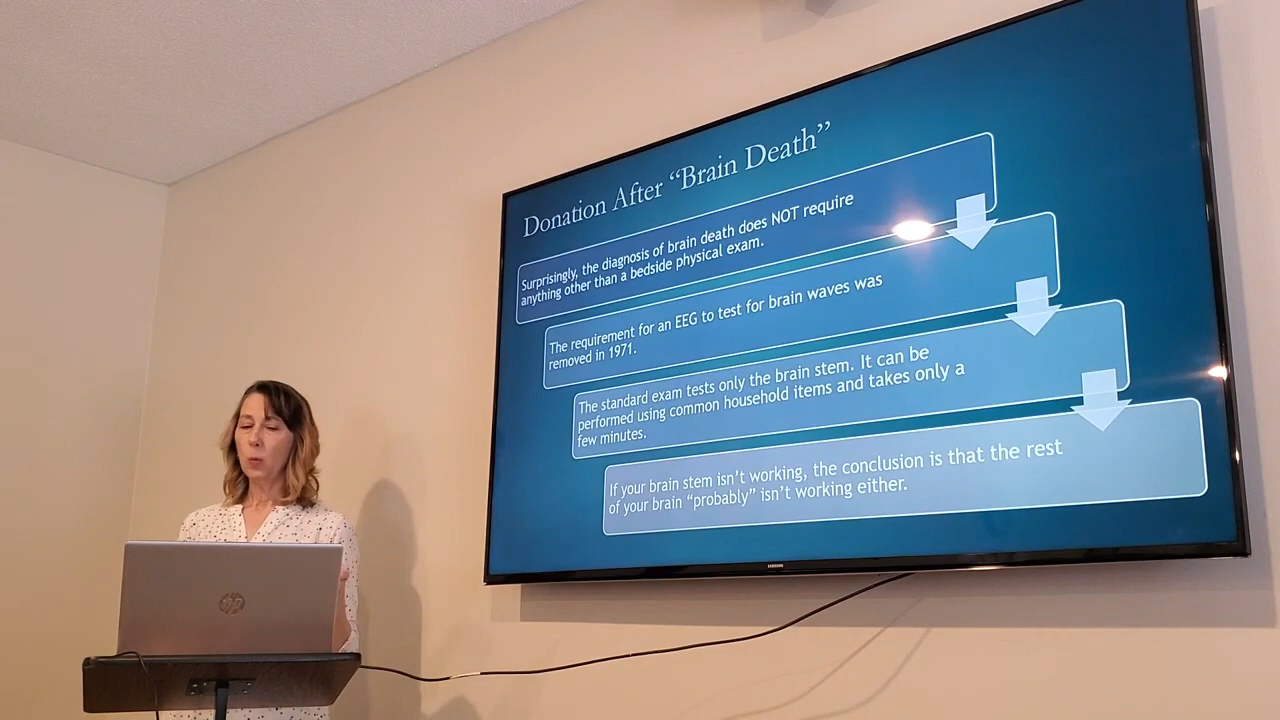 Donation After “Brain Death”
Surprisingly, the diagnosis of brain death does NOT require
anything other than a bedside physical exam.
The requirement for an EEG to test for brain waves was
removed in 1971.
The standard exam tests only the brain stem. It can be
performed using common household items and takes only a
few minutes.
If your brain stem isn’t working, the conclusion is that the rest
of your brain “probably” isn’t working either.
SAMSUNG
hp